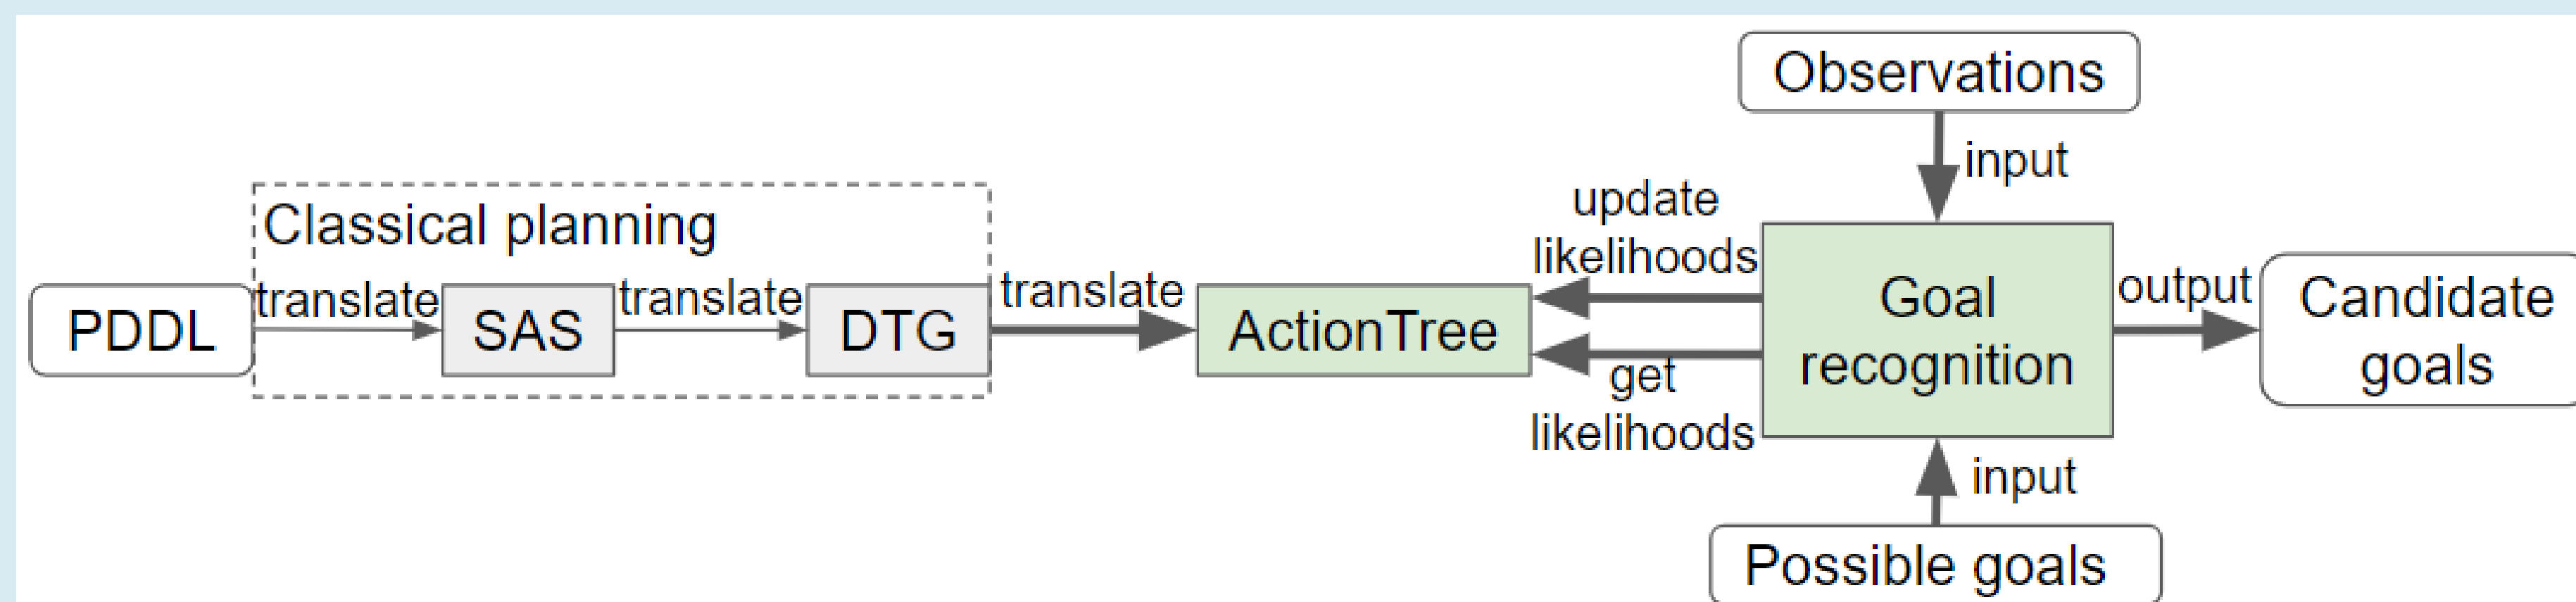 Observations
input
update
likelihoods
Classical planning
PDDL
translate
SAS
translate
DTG
translate
ActionTree
Goal
recognition
output
Candidate
goals
get
likelihoods
input
Possible goals